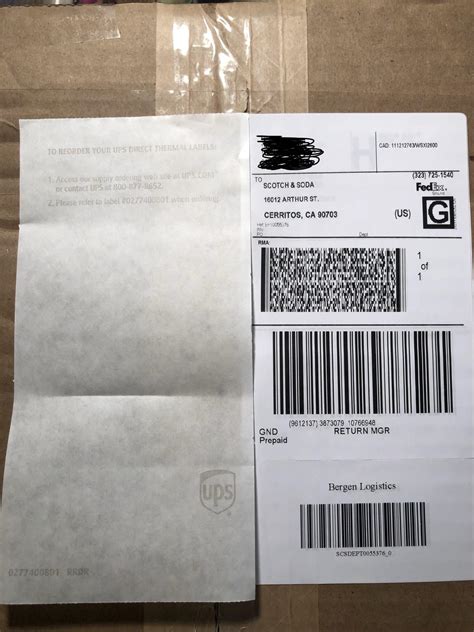 TO REORDER YOUR UPS DIRECT THERMAL LABELS:
1. Access our supply ordering web site at UPS.COM®
or contact UPS at 800-877-8652.
2. Please refer to label #0277400801 when ordering.
ups
0277400801 RRDR
CAD: 111212763/WSXI2600
TO
SCOTCH & SODA
(323) 725-1540
16012 ARTHUR ST.
CERRITOS, CA 90703
(US)
FedEx
Ground
G
Dept
RMA:
1
of
1
(9612137) 3873079 10766948
GND
Prepaid
RETURN MGR
Bergen Logistics
SCSDEPT0055376_0